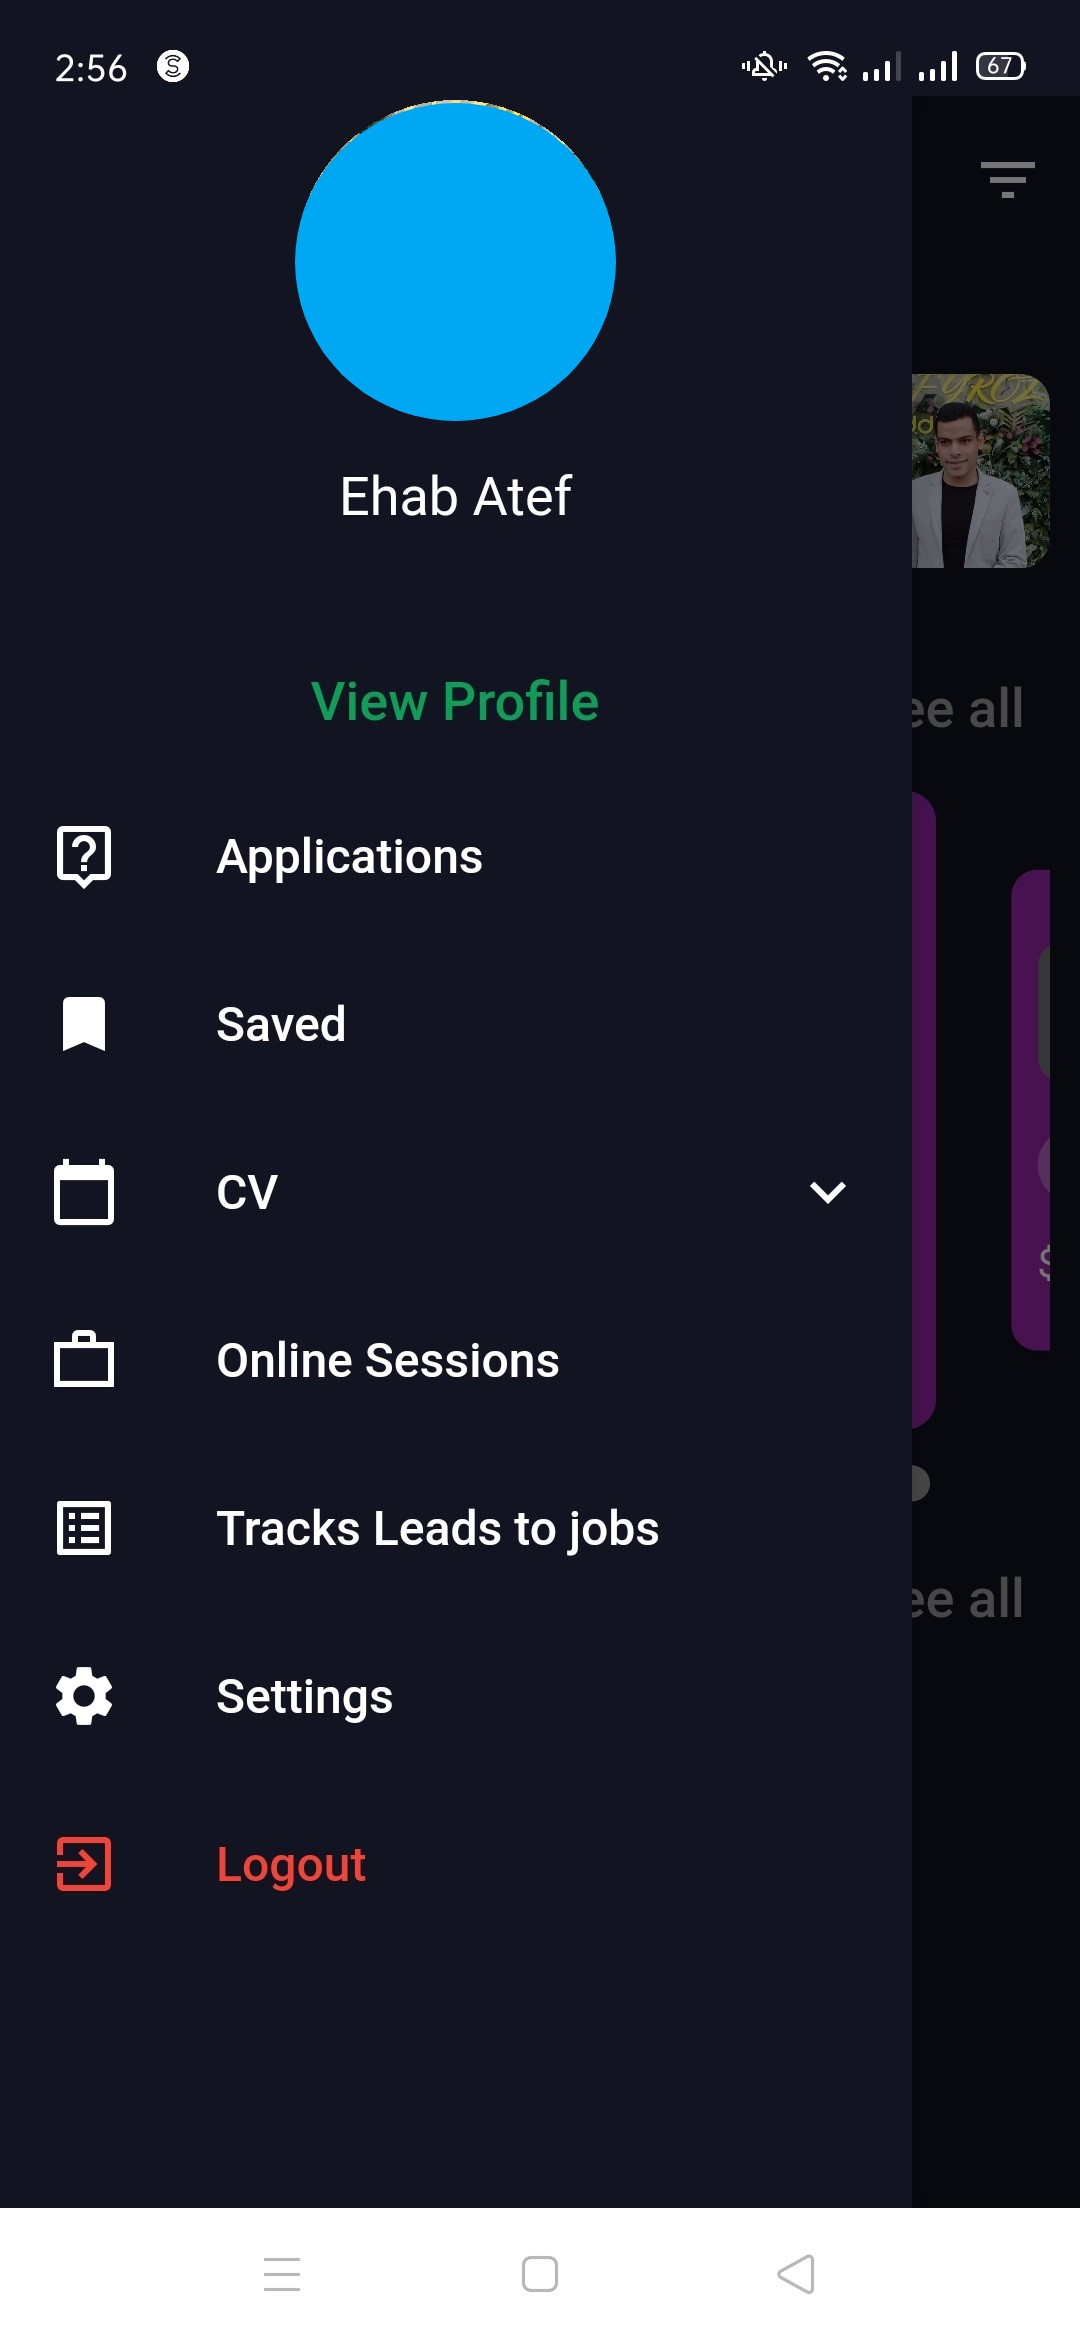 2:56
67
Ehab Atef
View Profile
ee all
Applications
Saved
CV
$
Online Sessions
Tracks Leads to jobs
ee all
Settings
Logout